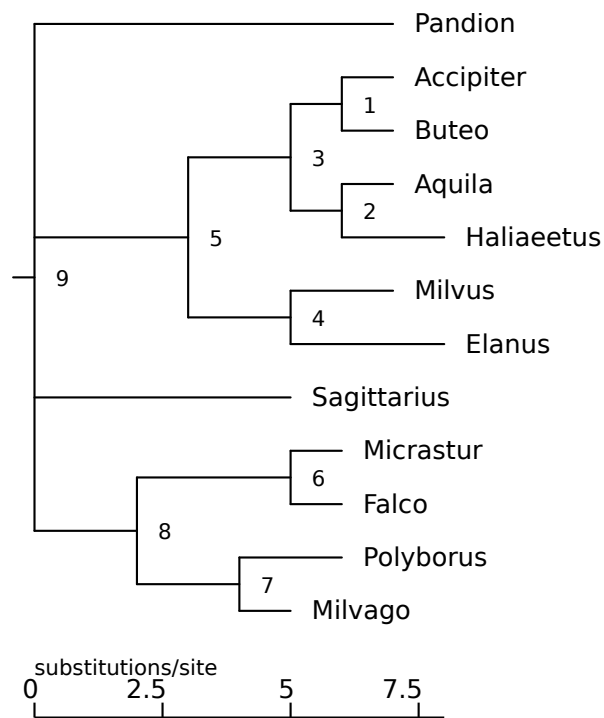 Pandion
Accipiter
1
Buteo
3
Aquila
2
Haliaeetus
5
9
Milvus
4
Elanus
Sagittarius
Micrastur
6
Falco
8
Polyborus
7
Milvago
substitutions/site
0 2.5 5 7.5